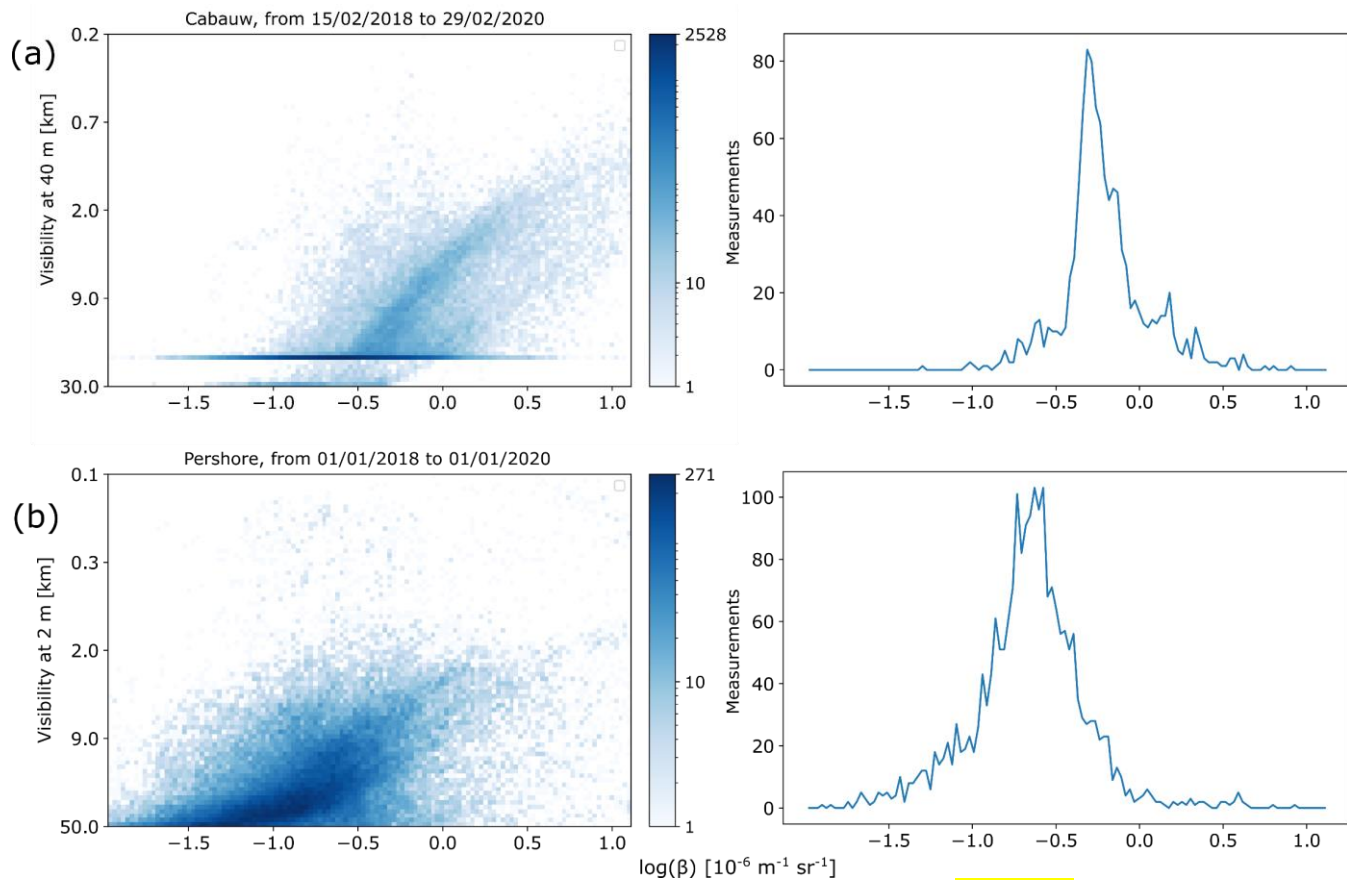 (a)
Cabauw, from 15/02/2018 to 29/02/2020
Visibility at 40 m [km]
0.2
0.7
2.0
9.0
30.0
−1.5 −1.0 −0.5 0.0 0.5 1.0
2528
10
1
Measurements
80
60
40
20
0
−1.5 −1.0 −0.5 0.0 0.5 1.0
(b)
Pershore, from 01/01/2018 to 01/01/2020
Visibility at 2 m [km]
0.1
0.3
2.0
9.0
50.0
−1.5 −1.0 −0.5 0.0 0.5 1.0
271
10
1
Measurements
100
80
60
40
20
0
−1.5 −1.0 −0.5 0.0 0.5 1.0
log(β) [10⁻⁶ m⁻¹ sr⁻¹]